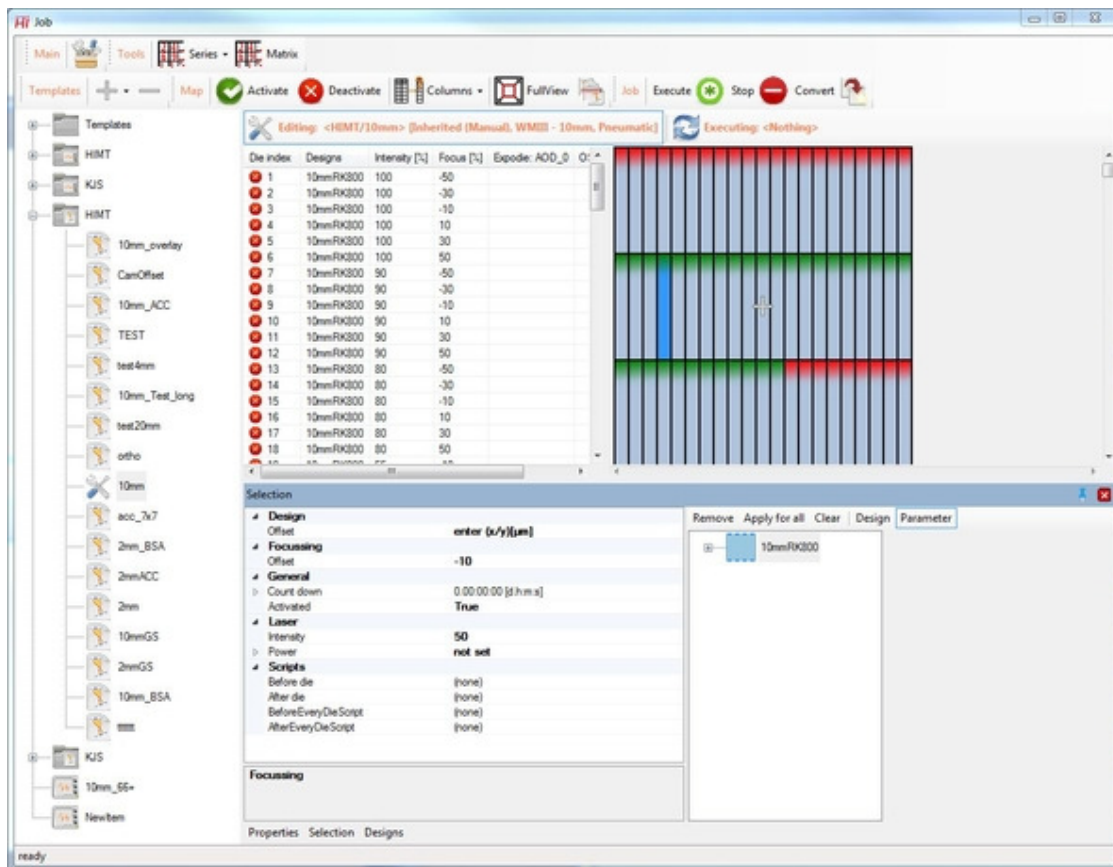 Job
Main Tools Series Matrix
Templates Map Activate Deactivate Columns FullView Job Execute Stop Convert
Editing: <HIMT/10mm> [Inherited (Manual), WMIII - 10mm, Pneumatic] Executing: <Nothing>
Templates
HIMT
KJS
HIMT
10mm_overlay
CamOffset
10mm_ACC
TEST
test4mm
10mm_Test_long
test20mm
ortho
10mm
acc_7x7
2mm_BSA
2mmACC
2mm
10mmGS
2mmGS
10mm_BSA
KJS
10mm_66*
NewItem
Die index Designs Intensity [%] Focus [%] Expode: AOD_0
1 10mmRK800 100 -50
2 10mmRK800 100 -30
3 10mmRK800 100 -10
4 10mmRK800 100 10
5 10mmRK800 100 30
6 10mmRK800 100 50
7 10mmRK800 90 -50
8 10mmRK800 90 -30
9 10mmRK800 90 -10
10 10mmRK800 90 10
11 10mmRK800 90 30
12 10mmRK800 90 50
13 10mmRK800 80 -50
14 10mmRK800 80 -30
15 10mmRK800 80 -10
16 10mmRK800 80 10
17 10mmRK800 80 30
18 10mmRK800 80 50
Selection
Design
Offset enter (x/y)[µm]
Focussing
Offset -10
General
Count down 0.00:00:00 [d.h:m:s]
Activated True
Laser
Intensity 50
Power not set
Scripts
Before die (none)
After die (none)
BeforeEveryDieScript (none)
AfterEveryDieScript (none)
Focussing
Remove Apply for all Clear Design Parameter
10mmRK800
Properties Selection Designs
ready